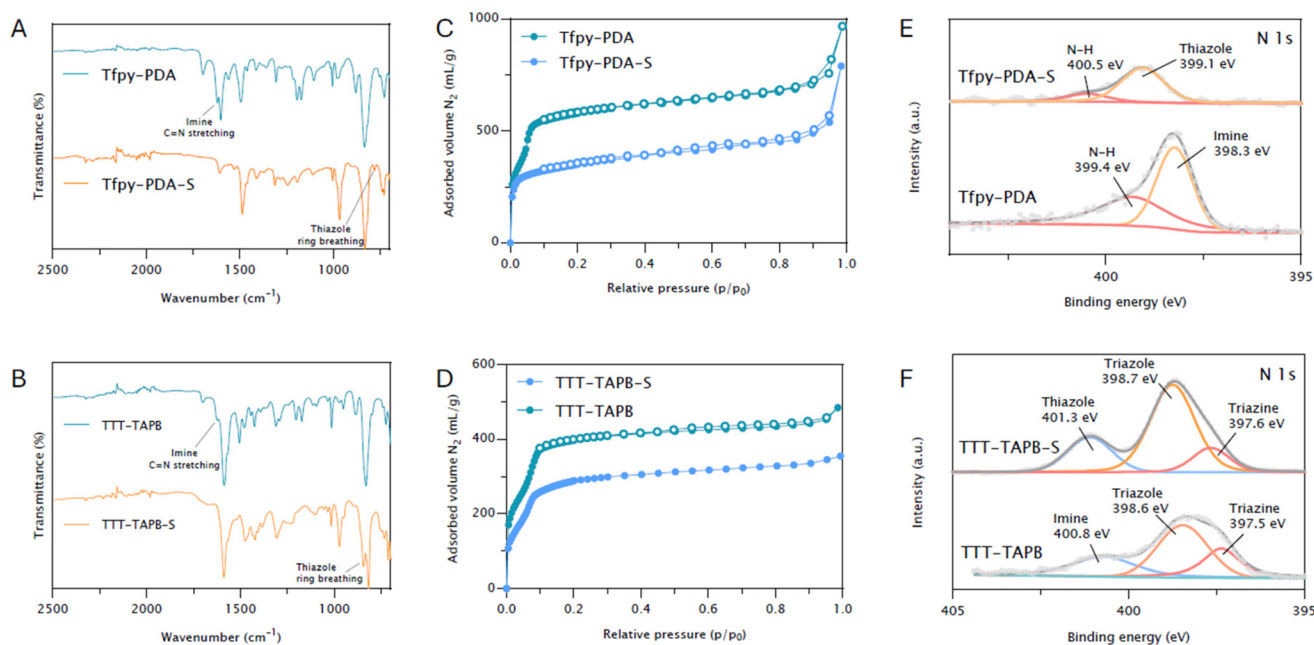 A
Tfpy-PDA
Imine
C=N stretching
Tfpy-PDA-S
Thiazole
ring breathing
Transmittance (%)
2500
2000
1500
1000
Wavenumber (cm⁻¹)
C
1000
500
0
Tfpy-PDA
Tfpy-PDA-S
Adsorbed volume N₂ (mL/g)
0.0
0.2
0.4
0.6
0.8
1.0
Relative pressure (p/p₀)
E
N 1s
N-H
400.5 eV
Thiazole
399.1 eV
Tfpy-PDA-S
Imine
398.3 eV
N-H
399.4 eV
Tfpy-PDA
Intensity (a.u.)
400
395
Binding energy (eV)
B
TTT-TAPB
Imine
C=N stretching
TTT-TAPB-S
Thiazole
ring breathing
Transmittance (%)
2500
2000
1500
1000
Wavenumber (cm⁻¹)
D
600
400
200
0
TTT-TAPB-S
TTT-TAPB
Adsorbed volume N₂ (mL/g)
0.0
0.2
0.4
0.6
0.8
1.0
Relative pressure (p/p₀)
F
N 1s
Triazole
398.7 eV
Thiazole
401.3 eV
Triazine
397.6 eV
TTT-TAPB-S
Triazole
398.6 eV
Imine
400.8 eV
Triazine
397.5 eV
TTT-TAPB
Intensity (a.u.)
405
400
395
Binding energy (eV)